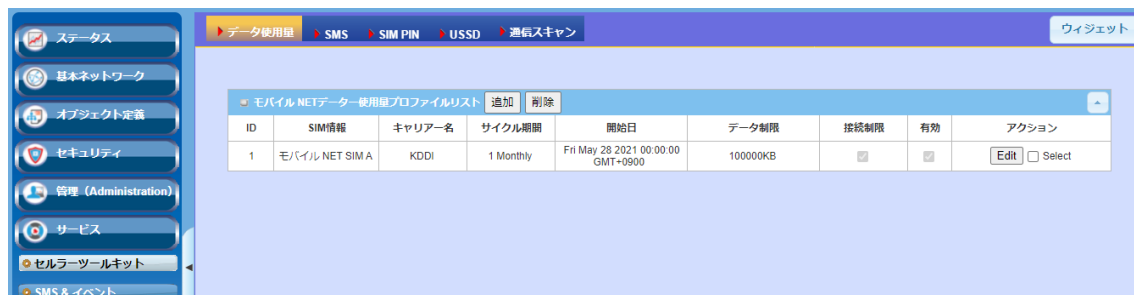 ステータス
基本ネットワーク
オブジェクト定義
セキュリティ
管理 (Administration)
サービス
セルラーツールキット
SMS & イベント
データ使用量 SMS SIM PIN USSD 通信スキャン
ウィジェット
モバイル NETデーター使用量プロファイルリスト 追加 削除
ID SIM情報 キャリアー名 サイクル期間 開始日 データ制限 接続制限 有効 アクション
1 モバイル NET SIM A KDDI 1 Monthly Fri May 28 2021 00:00:00 GMT+0900 100000KB Edit Select